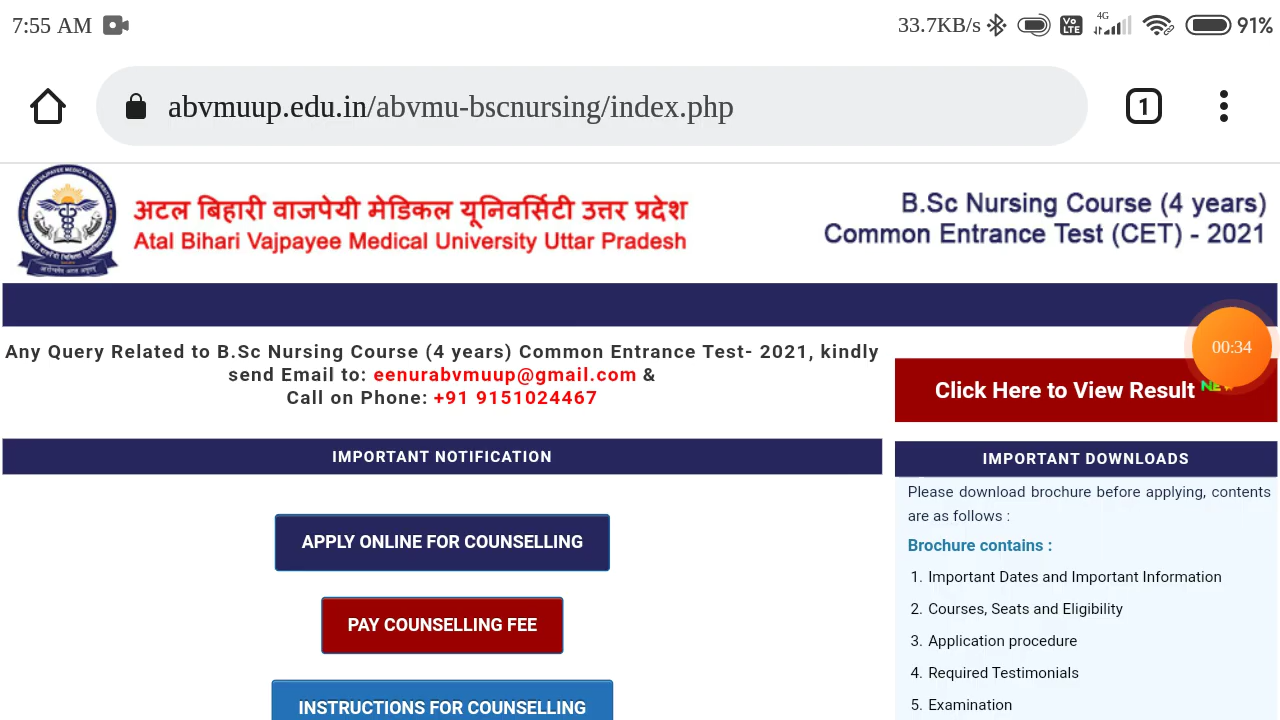 7:55 AM
33.7KB/s
4G
Vo
LTE
91%
abvmuup.edu.in/abvmu-bscnursing/index.php
1
अटल बिहारी वाजपेयी मेडिकल यूनिवर्सिटी उत्तर प्रदेश
Atal Bihari Vajpayee Medical University Uttar Pradesh
B.Sc Nursing Course (4 years)
Common Entrance Test (CET) - 2021
Any Query Related to B.Sc Nursing Course (4 years) Common Entrance Test- 2021, kindly
send Email to: eenurabvmuup@gmail.com &
Call on Phone: +91 9151024467
00:34
Click Here to View Result NEW
IMPORTANT NOTIFICATION
APPLY ONLINE FOR COUNSELLING
PAY COUNSELLING FEE
INSTRUCTIONS FOR COUNSELLING
IMPORTANT DOWNLOADS
Please download brochure before applying, contents
are as follows :
Brochure contains :
1. Important Dates and Important Information
2. Courses, Seats and Eligibility
3. Application procedure
4. Required Testimonials
5. Examination